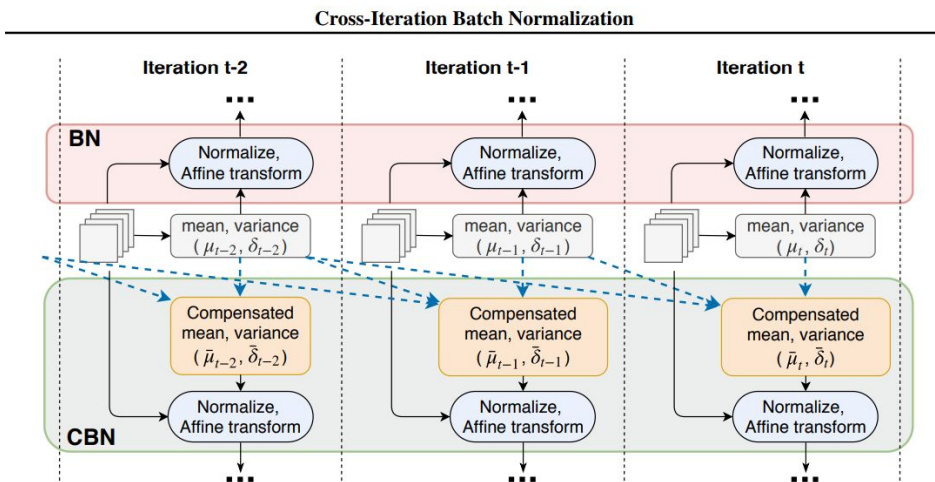 Cross-Iteration Batch Normalization
Iteration t-2
Iteration t-1
Iteration t
BN
Normalize,
Affine transform
Normalize,
Affine transform
Normalize,
Affine transform
mean, variance
( μₜ₋₂, δₜ₋₂)
mean, variance
( μₜ₋₁, δₜ₋₁)
mean, variance
( μₜ, δₜ)
Compensated
mean, variance
( μ̄ₜ₋₂, δ̄ₜ₋₂)
Compensated
mean, variance
( μ̄ₜ₋₁, δ̄ₜ₋₁)
Compensated
mean, variance
( μ̄ₜ, δ̄ₜ)
CBN
Normalize,
Affine transform
Normalize,
Affine transform
Normalize,
Affine transform